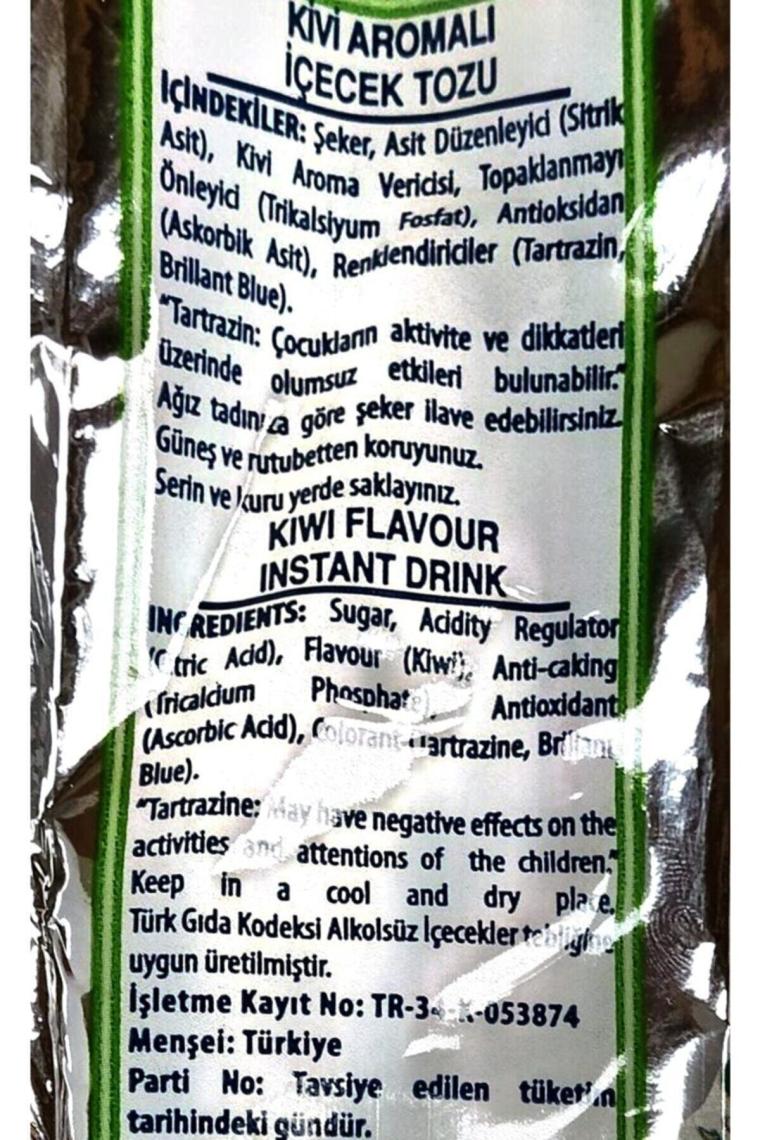 KİVİ AROMALI
İÇECEK TOZU
İÇİNDEKİLER: Şeker, Asit Düzenleyici (Sitrik
Asit), Kivi Aroma Vericisi, Topaklanmayı
Önleyici (Trikalsiyum Fosfat), Antioksidan
(Askorbik Asit), Renklendiriciler (Tartrazin,
Brillant Blue).
"Tartrazin: Çocukların aktivite ve dikkatleri
üzerinde olumsuz etkileri bulunabilir."
Ağız tadınıza göre şeker ilave edebilirsiniz.
Güneş ve rutubetten koruyunuz.
Serin ve kuru yerde saklayınız.
KIWI FLAVOUR
INSTANT DRINK
INGREDIENTS: Sugar, Acidity Regulator
(Citric Acid), Flavour (Kiwi), Anti-caking
(Tricalcium Phosphate), Antioxidant
(Ascorbic Acid), Colorant Tartrazine, Brillant
Blue).
"Tartrazine: May have negative effects on the
activities and attentions of the children."
Keep in a cool and dry place.
Türk Gıda Kodeksi Alkolsüz İçecekler tebliğine
uygun üretilmiştir.
İşletme Kayıt No:
Menşei: Türkiye
Parti No: Tavsiye edilen tüketim
tarihindeki gündür.